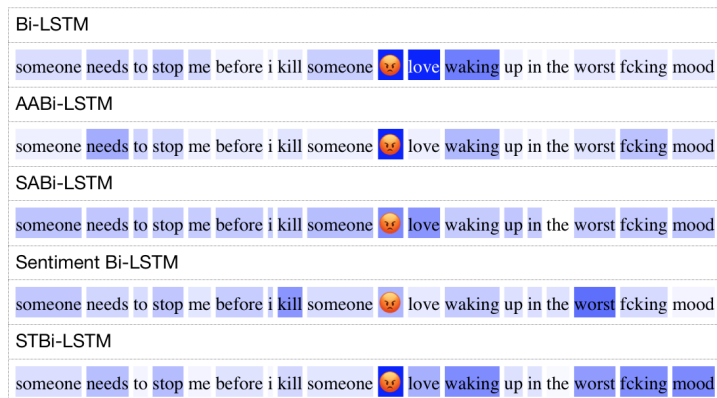 Bi-LSTM
someone needs to stop me before i kill someone 😡 love waking up in the worst fcking mood
AABi-LSTM
someone needs to stop me before i kill someone 😡 love waking up in the worst fcking mood
SABi-LSTM
someone needs to stop me before i kill someone 😡 love waking up in the worst fcking mood
Sentiment Bi-LSTM
someone needs to stop me before i kill someone 😡 love waking up in the worst fcking mood
STBi-LSTM
someone needs to stop me before i kill someone 😡 love waking up in the worst fcking mood